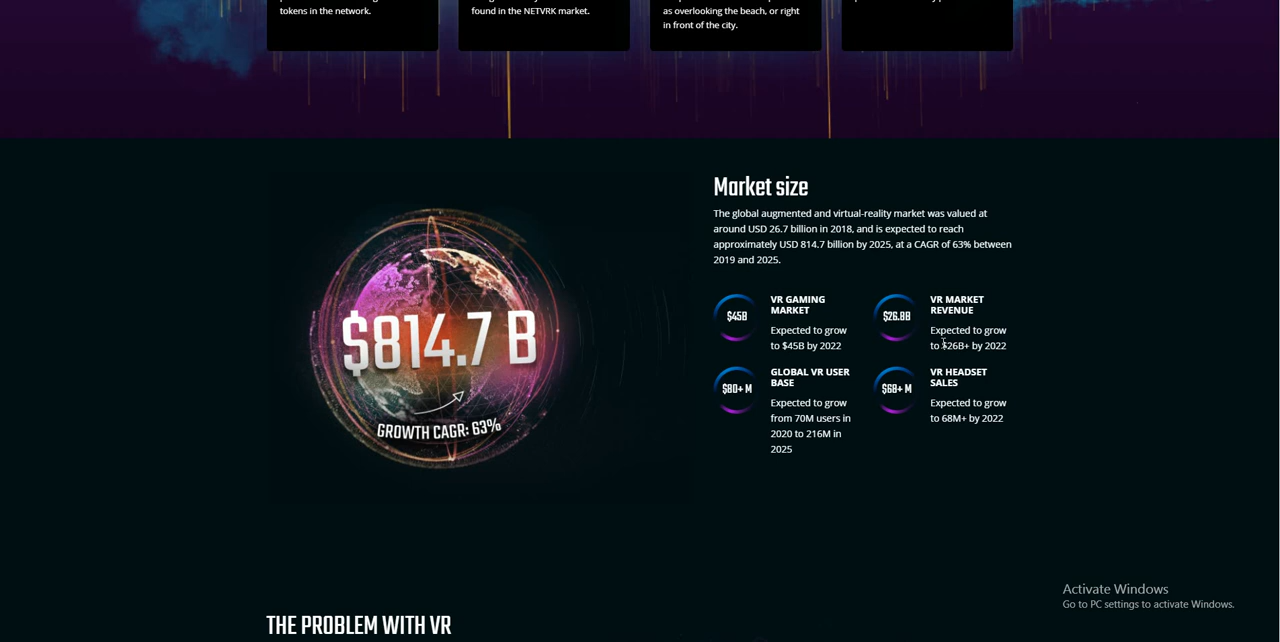 tokens in the network.
found in the NETVRK market.
as overlooking the beach, or right
in front of the city.
$814.7 B
GROWTH CAGR: 63%
Market size
The global augmented and virtual-reality market was valued at
around USD 26.7 billion in 2018, and is expected to reach
approximately USD 814.7 billion by 2025, at a CAGR of 63% between
2019 and 2025.
$45B
VR GAMING
MARKET
Expected to grow
to $45B by 2022
$26.8B
VR MARKET
REVENUE
Expected to grow
to $26B+ by 2022
$80+ M
GLOBAL VR USER
BASE
Expected to grow
from 70M users in
2020 to 216M in
2025
$68+ M
VR HEADSET
SALES
Expected to grow
to 68M+ by 2022
THE PROBLEM WITH VR
Activate Windows
Go to PC settings to activate Windows.